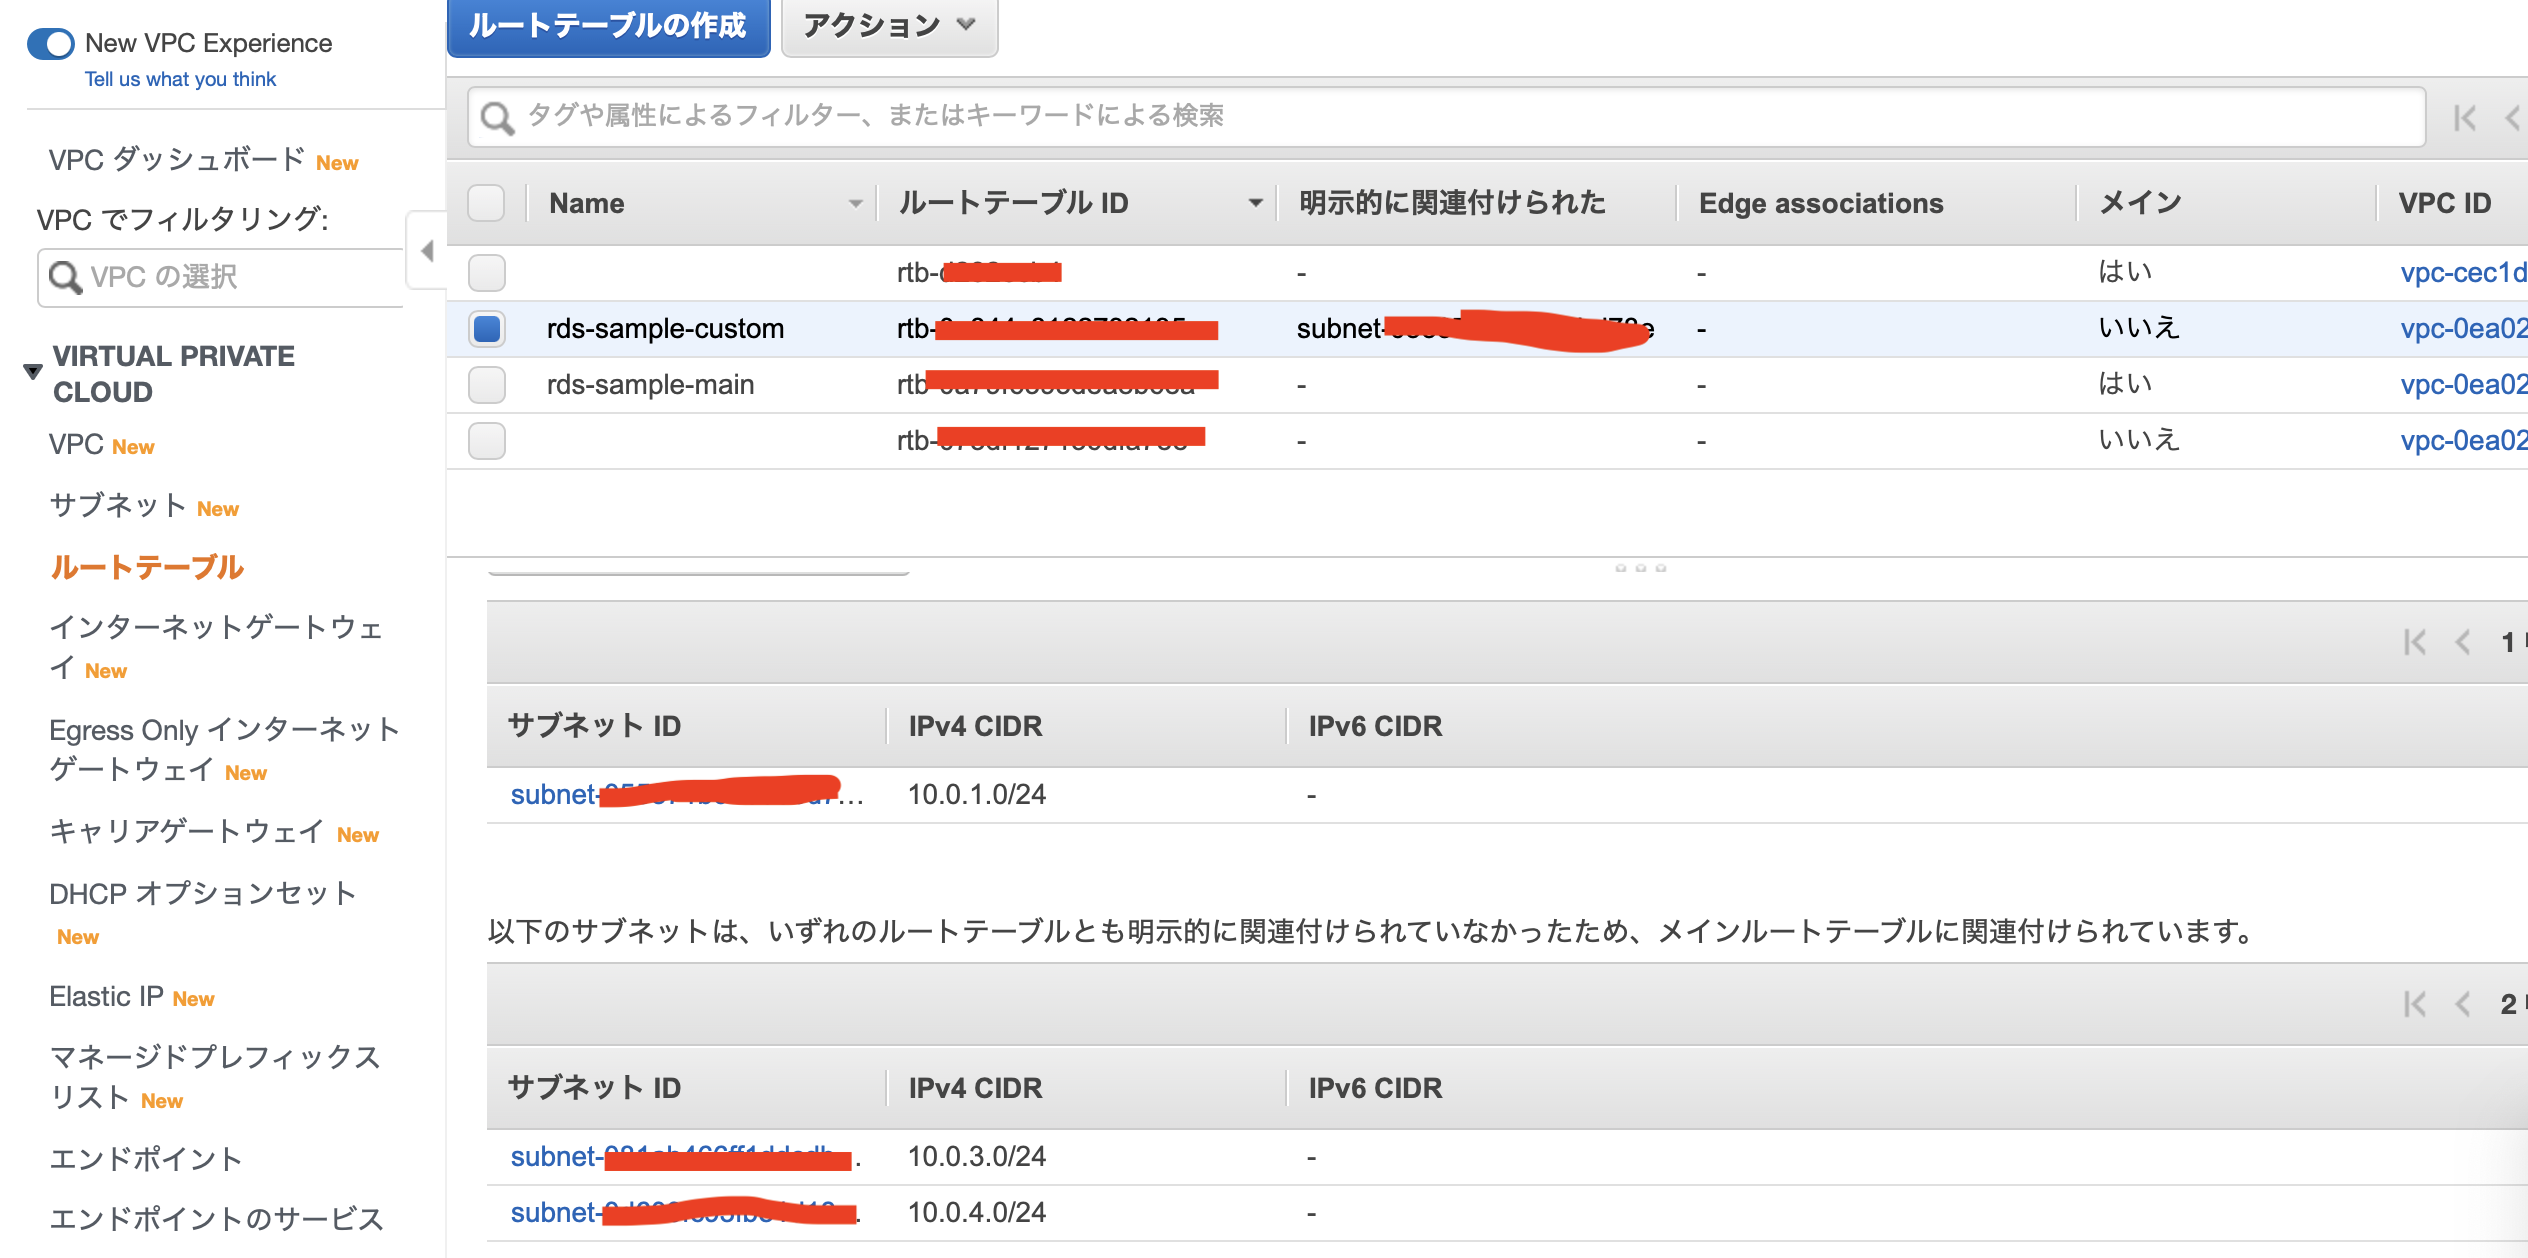 New VPC Experience
Tell us what you think
VPC ダッシュボード New
VPC でフィルタリング:
VPC の選択
VIRTUAL PRIVATE
CLOUD
VPC New
サブネット New
ルートテーブル
インターネットゲートウェ
イ New
Egress Only インターネット
ゲートウェイ New
キャリアゲートウェイ New
DHCP オプションセット
New
Elastic IP New
マネージドプレフィックス
リスト New
エンドポイント
エンドポイントのサービス
ルートテーブルの作成 アクション
タグや属性によるフィルター、またはキーワードによる検索
Name ルートテーブル ID 明示的に関連付けられた Edge associations メイン VPC ID
rtb- - - はい vpc-cec1d
rds-sample-custom rtb- subnet- - いいえ vpc-0ea02
rds-sample-main rtb - - はい vpc-0ea02
rtb- - - いいえ vpc-0ea02
1
サブネット ID IPv4 CIDR IPv6 CIDR
subnet- ... 10.0.1.0/24 -
以下のサブネットは、いずれのルートテーブルとも明示的に関連付けられていなかったため、メインルートテーブルに関連付けられています。
2
サブネット ID IPv4 CIDR IPv6 CIDR
subnet- 10.0.3.0/24 -
subnet- 10.0.4.0/24 -